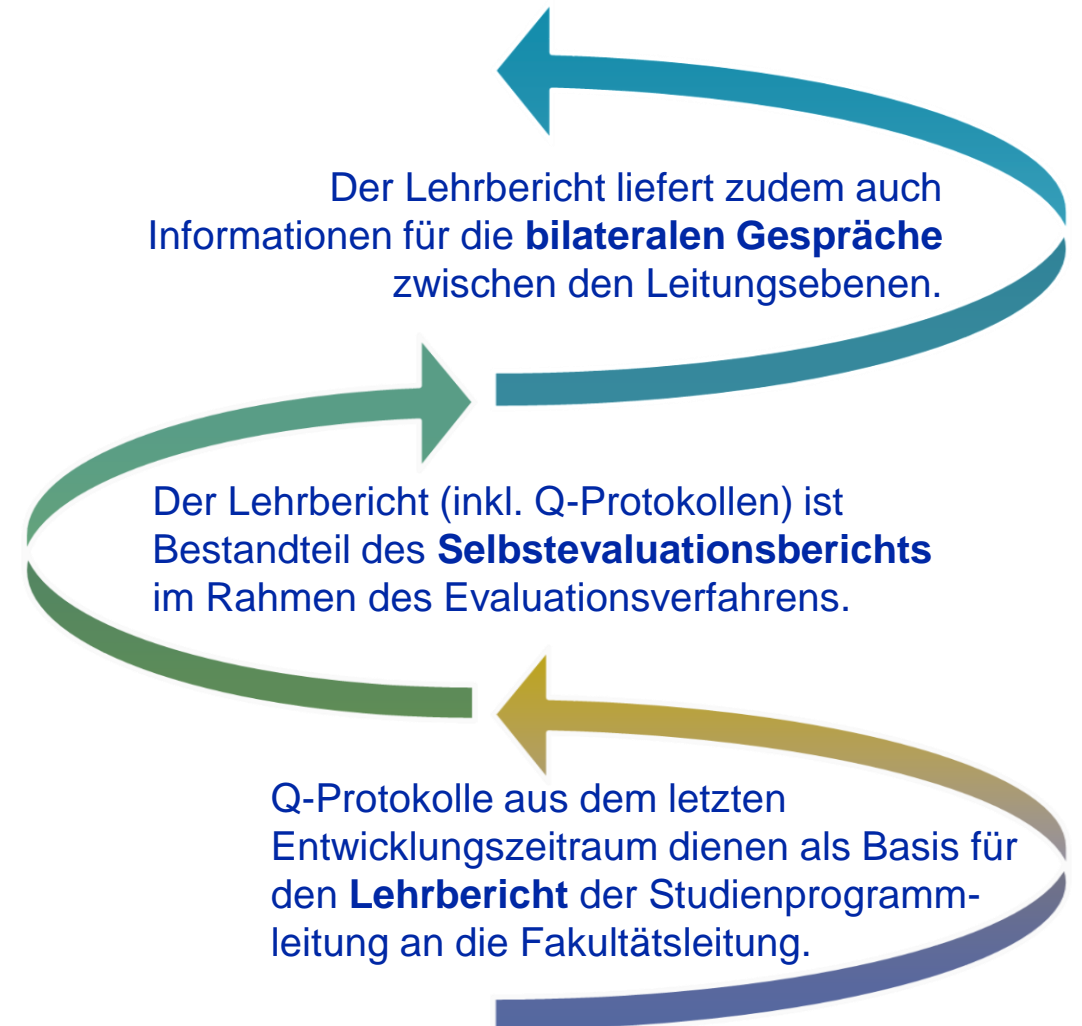 Der Lehrbericht liefert zudem auch
Informationen für die bilateralen Gespräche
zwischen den Leitungsebenen.
Der Lehrbericht (inkl. Q-Protokollen) ist
Bestandteil des Selbstevaluationsberichts
im Rahmen des Evaluationsverfahrens.
Q-Protokolle aus dem letzten
Entwicklungszeitraum dienen als Basis für
den Lehrbericht der Studienprogramm-
leitung an die Fakultätsleitung.